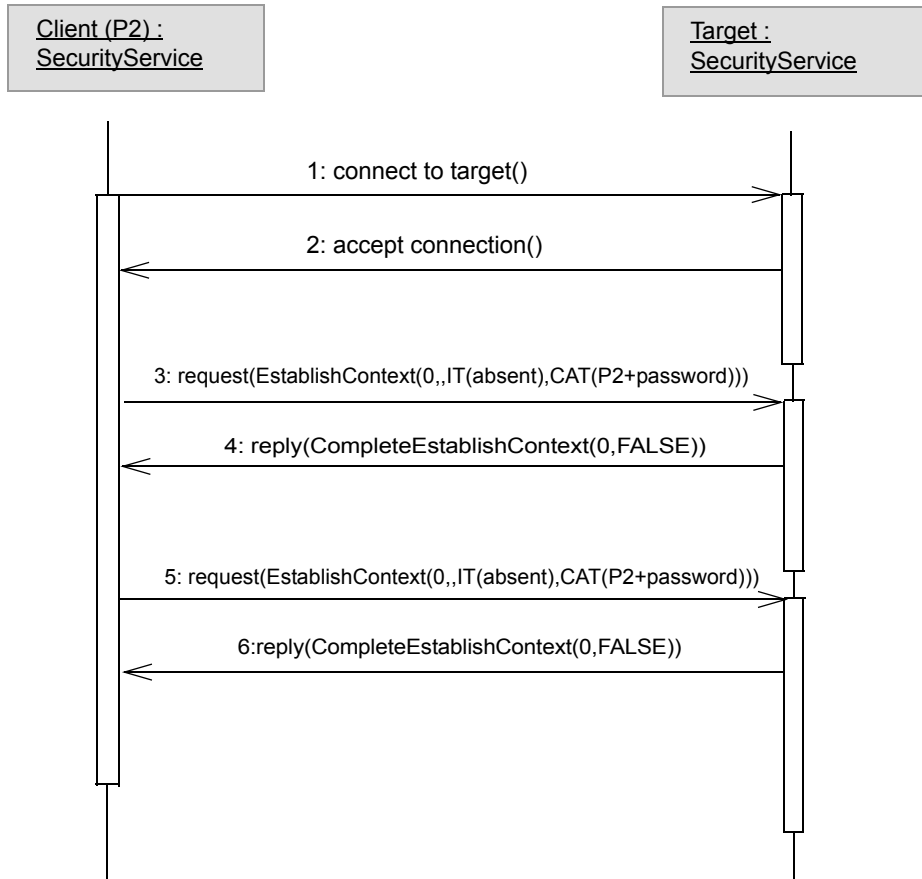 Client (P2) :
SecurityService
Target :
SecurityService
1: connect to target()
2: accept connection()
3: request(EstablishContext(0,,IT(absent),CAT(P2+password)))
4: reply(CompleteEstablishContext(0,FALSE))
5: request(EstablishContext(0,,IT(absent),CAT(P2+password)))
6:reply(CompleteEstablishContext(0,FALSE))